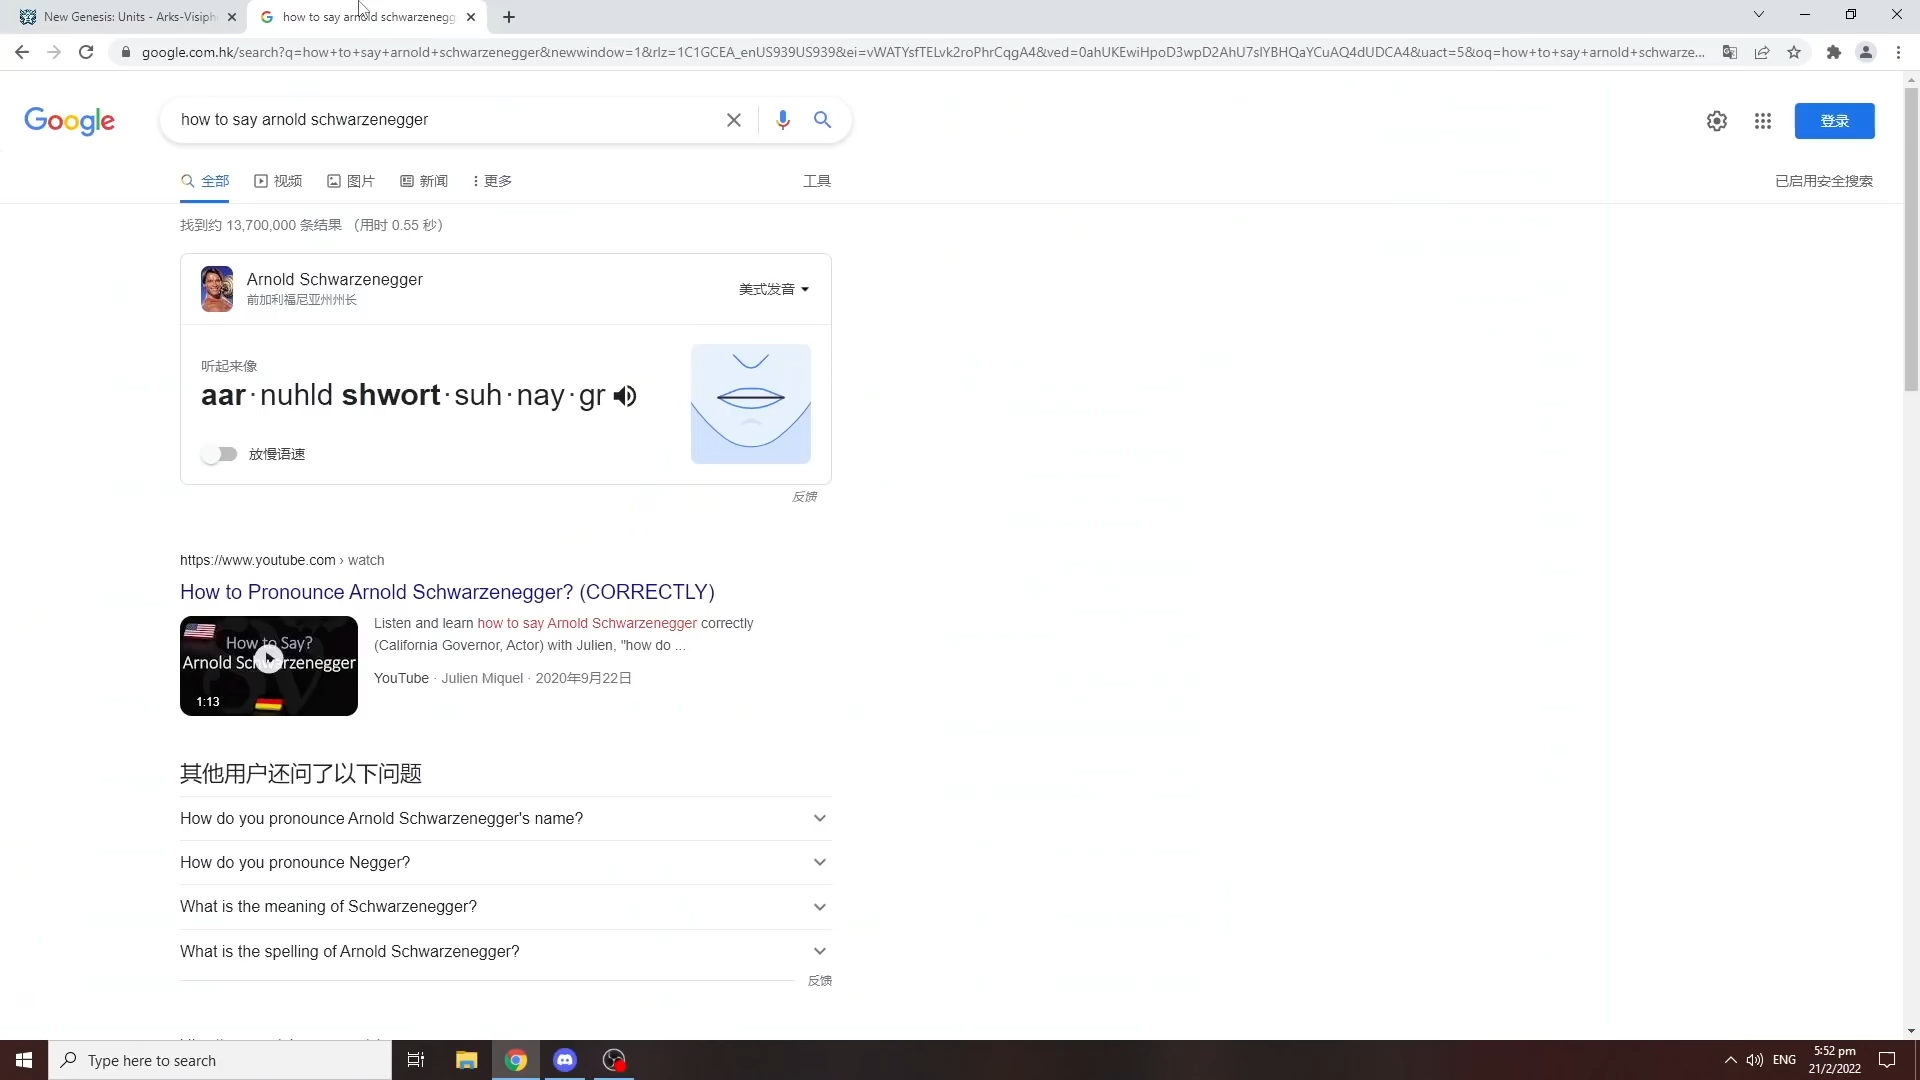 New Genesis: Units - Arks-Visiph
how to say arnold schwarzenegg
google.com.hk/search?q=how+to+say+arnold+schwarzenegger&newwindow=1&rlz=1C1GCEA_enUS939US939&ei=vWATYsfTELvk2roPhrCqgA4&ved=0ahUKEwiHpoD3wpD2AhU7slYBHQaYCuAQ4dUDCA4&uact=5&oq=how+to+say+arnold+schwarze...
Google
how to say arnold schwarzenegger
登录
全部 视频 图片 新闻 更多 工具 已启用安全搜索
找到约 13,700,000 条结果 （用时 0.55 秒）
Arnold Schwarzenegger
前加利福尼亚州州长
美式发音
听起来像
aar·nuhld shwort·suh·nay·gr
放慢语速
反馈
https://www.youtube.com › watch
How to Pronounce Arnold Schwarzenegger? (CORRECTLY)
How to Say?
Arnold Schwarzenegger
1:13
Listen and learn how to say Arnold Schwarzenegger correctly
(California Governor, Actor) with Julien, "how do ...
YouTube · Julien Miquel · 2020年9月22日
其他用户还问了以下问题
How do you pronounce Arnold Schwarzenegger's name?
How do you pronounce Negger?
What is the meaning of Schwarzenegger?
What is the spelling of Arnold Schwarzenegger?
反馈
Type here to search
ENG
5:52 pm
21/2/2022